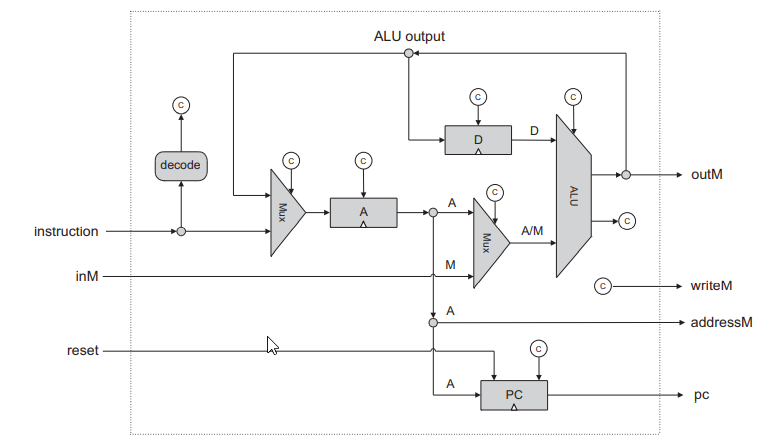 ALU output
C
C
C
D
D
decode
C
C
outM
Mux
A
A
C
ALU
instruction
Mux
A/M
C
inM
M
C
writeM
A
addressM
reset
C
A
PC
pc